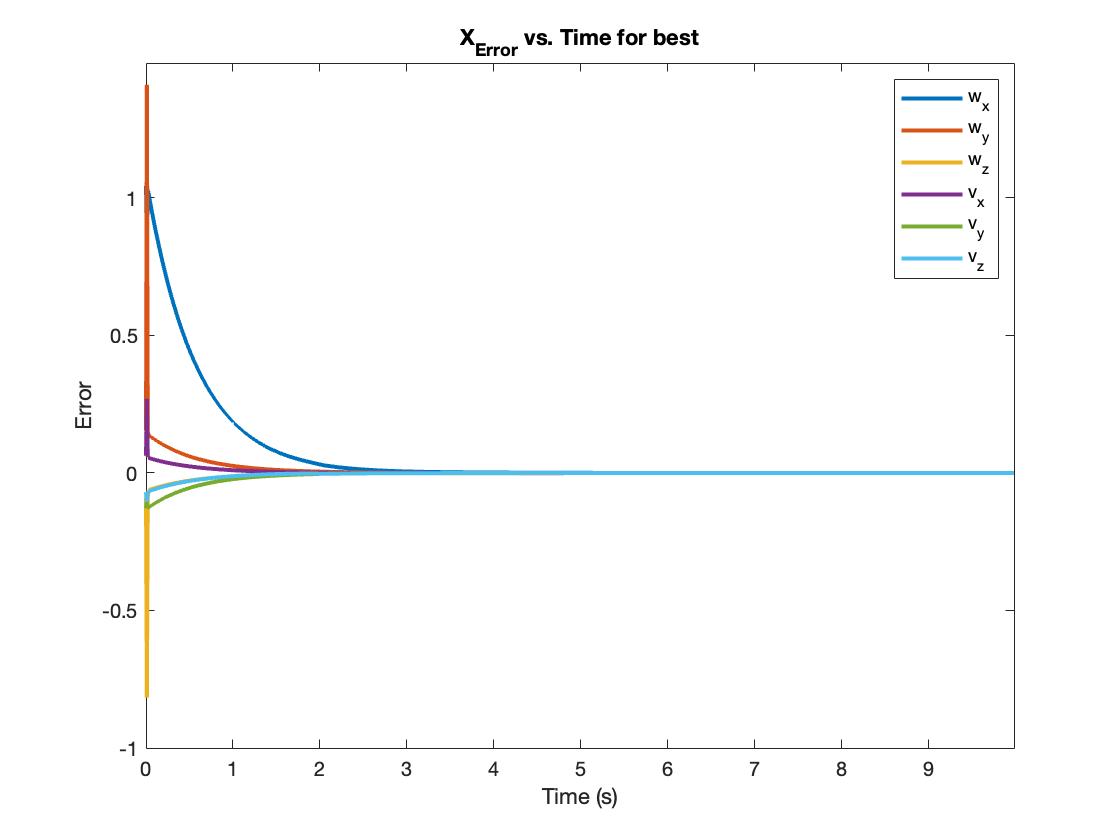 X_Error vs. Time for best
w_x
w_y
w_z
v_x
v_y
v_z
1
0.5
0
-0.5
-1
Error
0 1 2 3 4 5 6 7 8 9
Time (s)